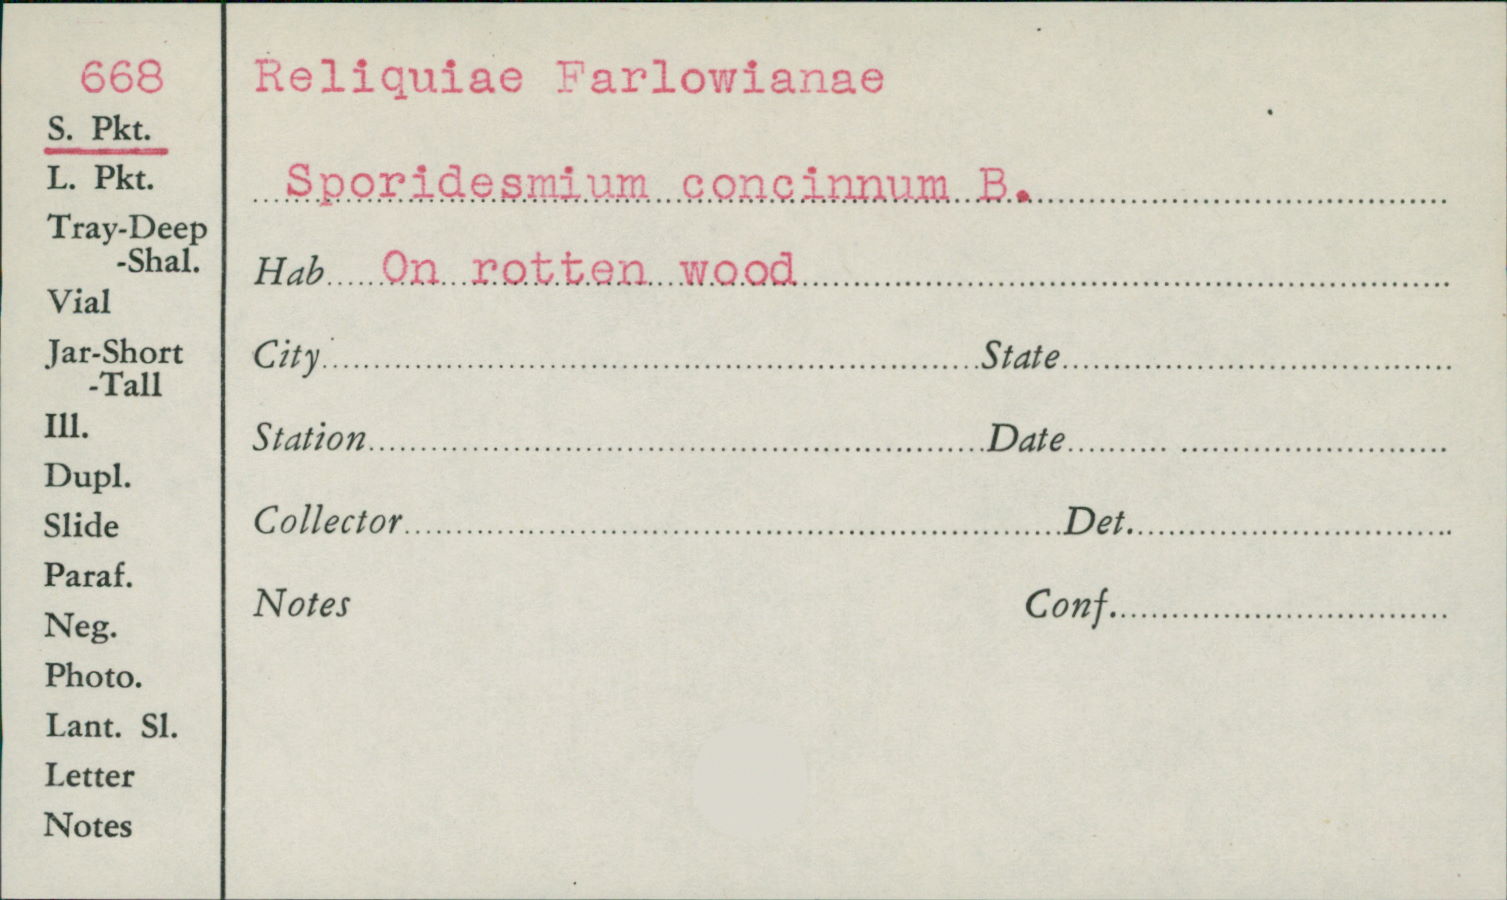 668
S. Pkt.
L. Pkt.
Tray-Deep
-Shal.
Vial
Jar-Short
-Tall
Ill.
Dupl.
Slide
Paraf.
Neg.
Photo.
Lant. Sl.
Letter
Notes
Reliquiae Farlowianae
Sporidesmium concinnum B.
Hab On rotten wood
City State
Station Date
Collector Det.
Notes Conf.